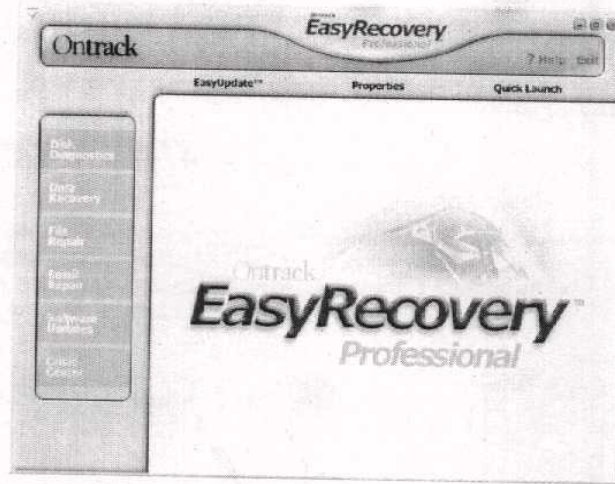 Ontrack
EasyRecovery
Professional
? Help Exit
Ontrack
EasyUpdate™
Properties
Quick Launch
Disk
Diagnostics
Data
Recovery
File
Repair
Email
Repair
Software
Updates
Crisis
Center
Ontrack
EasyRecovery™
Professional